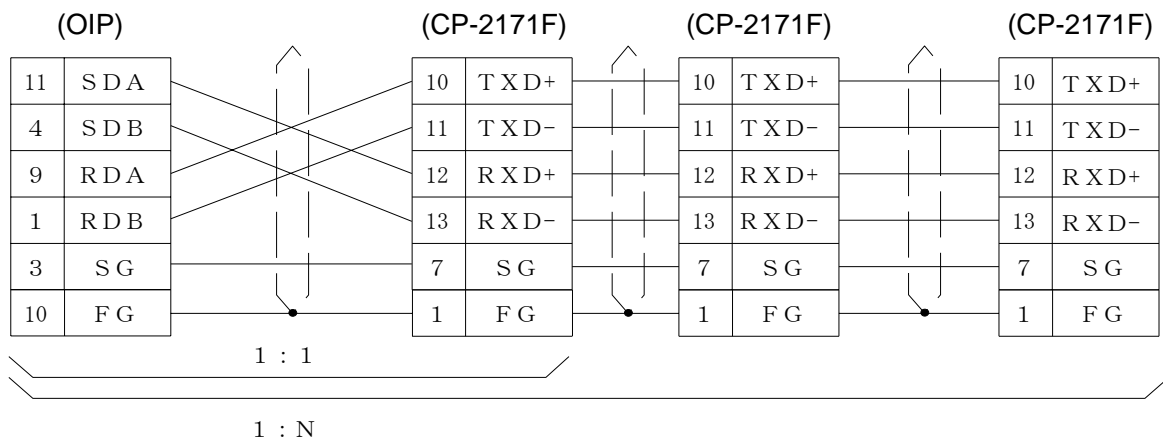 (OIP) (CP-2171F) (CP-2171F) (CP-2171F)
11 SDA 10 TXD+ 10 TXD+ 10 TXD+
4 SDB 11 TXD- 11 TXD- 11 TXD-
9 RDA 12 RXD+ 12 RXD+ 12 RXD+
1 RDB 13 RXD- 13 RXD- 13 RXD-
3 SG 7 SG 7 SG 7 SG
10 FG 1 FG 1 FG 1 FG
1 : 1
1 : N